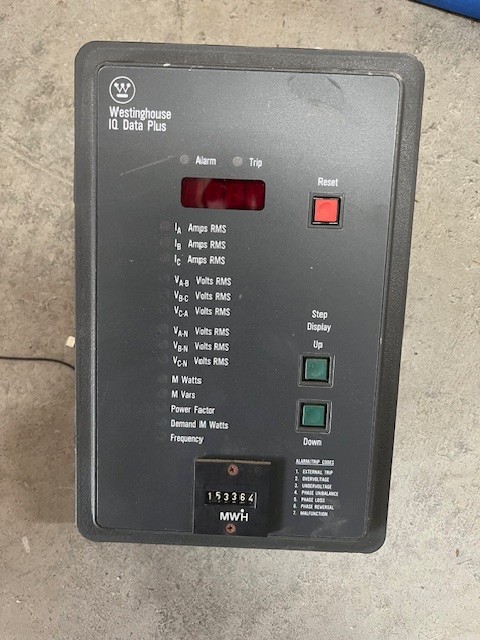 W
Westinghouse
IQ Data Plus
Alarm Trip
Reset
IA Amps RMS
IB Amps RMS
IC Amps RMS
VA-B Volts RMS
VB-C Volts RMS
VC-A Volts RMS
Step
Display
Up
VA-N Volts RMS
VB-N Volts RMS
VC-N Volts RMS
M Watts
M Vars
Power Factor
Demand M Watts
Frequency
Down
ALARM/TRIP CODES
1. EXTERNAL TRIP
2. OVERVOLTAGE
3. UNDERVOLTAGE
4. PHASE UNBALANCE
5. PHASE LOSS
6. PHASE REVERSAL
7. MALFUNCTION
153364
MWH